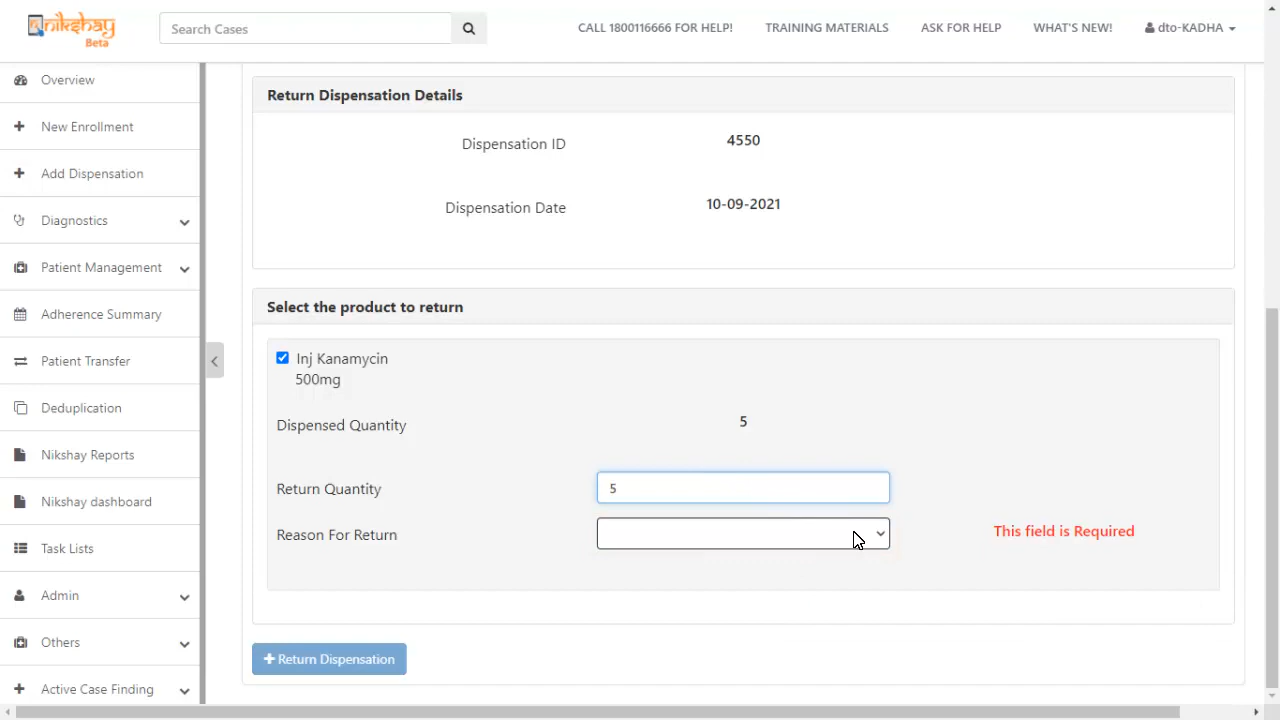 nikshay
Beta
Search Cases
CALL 1800116666 FOR HELP!
TRAINING MATERIALS
ASK FOR HELP
WHAT'S NEW!
dto-KADHA
Overview
New Enrollment
Add Dispensation
Diagnostics
Patient Management
Adherence Summary
Patient Transfer
Deduplication
Nikshay Reports
Nikshay dashboard
Task Lists
Admin
Others
Active Case Finding
Return Dispensation Details
Dispensation ID 4550
Dispensation Date 10-09-2021
Select the product to return
Inj Kanamycin
500mg
Dispensed Quantity 5
Return Quantity 5
Reason For Return This field is Required
+ Return Dispensation